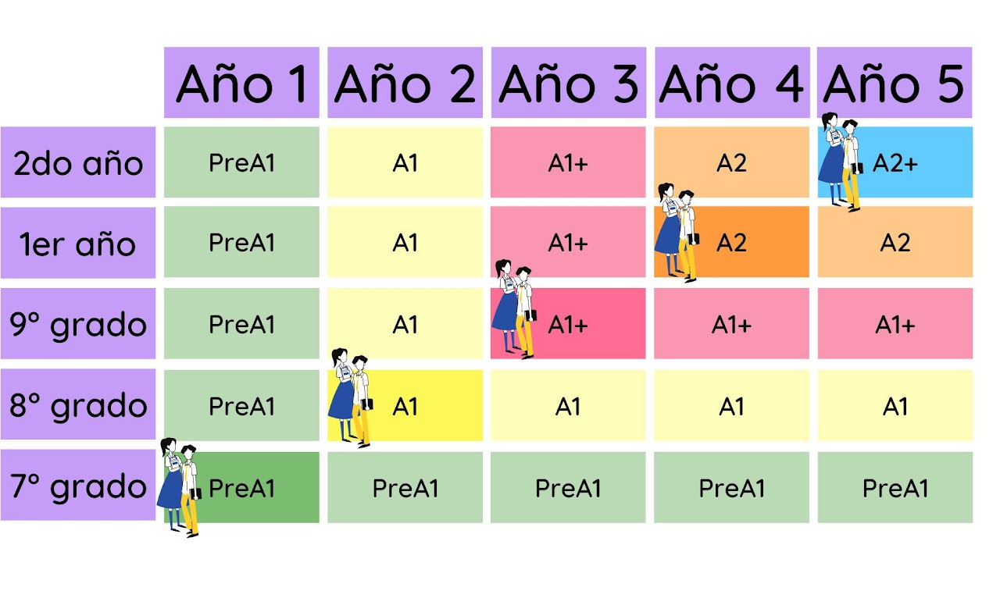 Año 1 Año 2 Año 3 Año 4 Año 5
2do año PreA1 A1 A1+ A2 A2+
1er año PreA1 A1 A1+ A2 A2
9° grado PreA1 A1 A1+ A1+ A1+
8° grado PreA1 A1 A1 A1 A1
7° grado PreA1 PreA1 PreA1 PreA1 PreA1